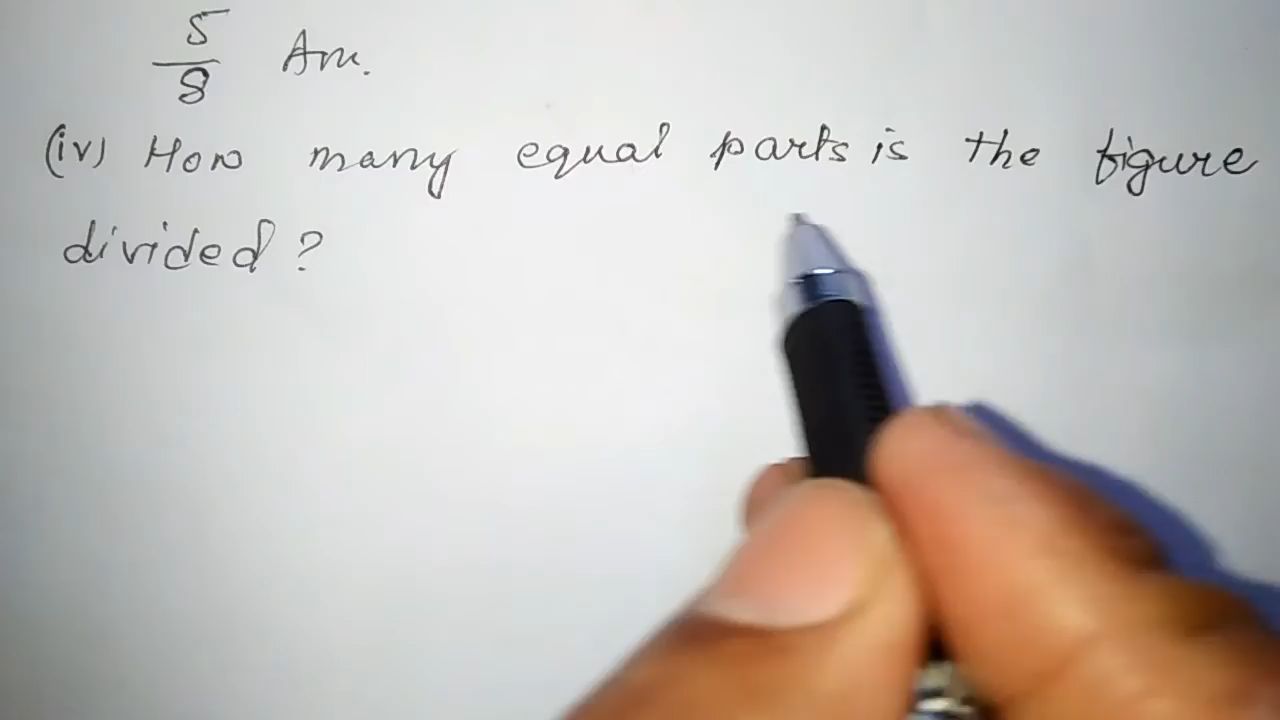 5/8 Ans.
(iv) How many equal parts is the figure
divided?